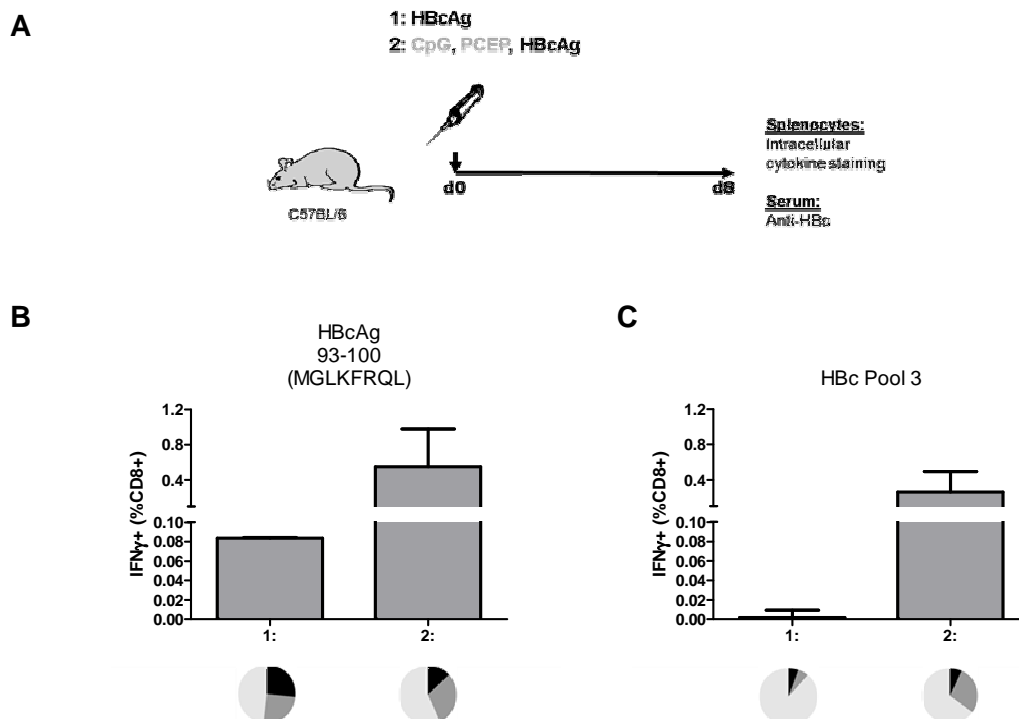 A
1: HBcAg
2: CpG, PCEP, HBcAg
C57BL/6
d0
d8
Splenocytes:
Intracellular
cytokine staining
Serum:
Anti-HBc
B
HBcAg
93-100
(MGLKFRQL)
IFNγ+ (%CD8+)
1.2
0.8
0.4
0.10
0.08
0.06
0.04
0.02
0.00
1:
2:
C
HBc Pool 3
IFNγ+ (%CD8+)
1.2
0.8
0.4
0.10
0.08
0.06
0.04
0.02
0.00
1:
2: